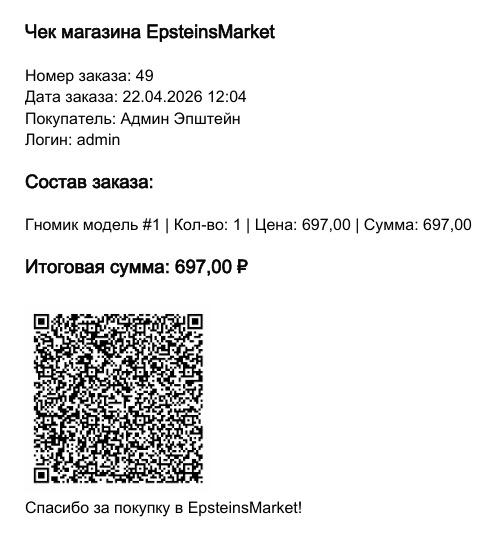 Чек магазина EpsteinsMarket
Номер заказа: 49
Дата заказа: 22.04.2026 12:04
Покупатель: Админ Эпштейн
Логин: admin
Состав заказа:
Гномик модель #1 | Кол-во: 1 | Цена: 697,00 | Сумма: 697,00
Итоговая сумма: 697,00 ₽
Спасибо за покупку в EpsteinsMarket!